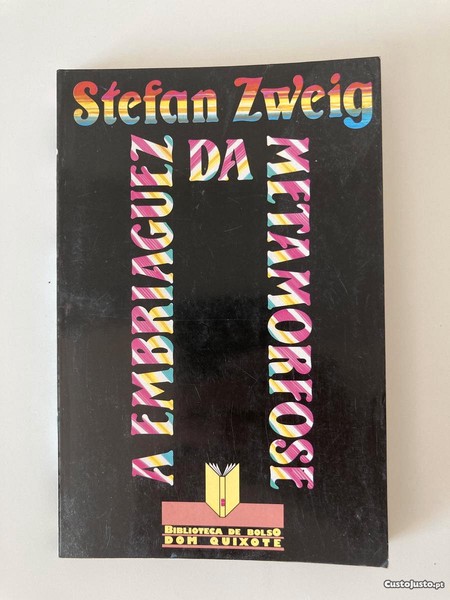 Stefan Zweig
A EMBRIAGUEZ
DA
METAMORFOSE
BIBLIOTECA DE BOLSO
DOM QUIXOTE
Custojusto.pt